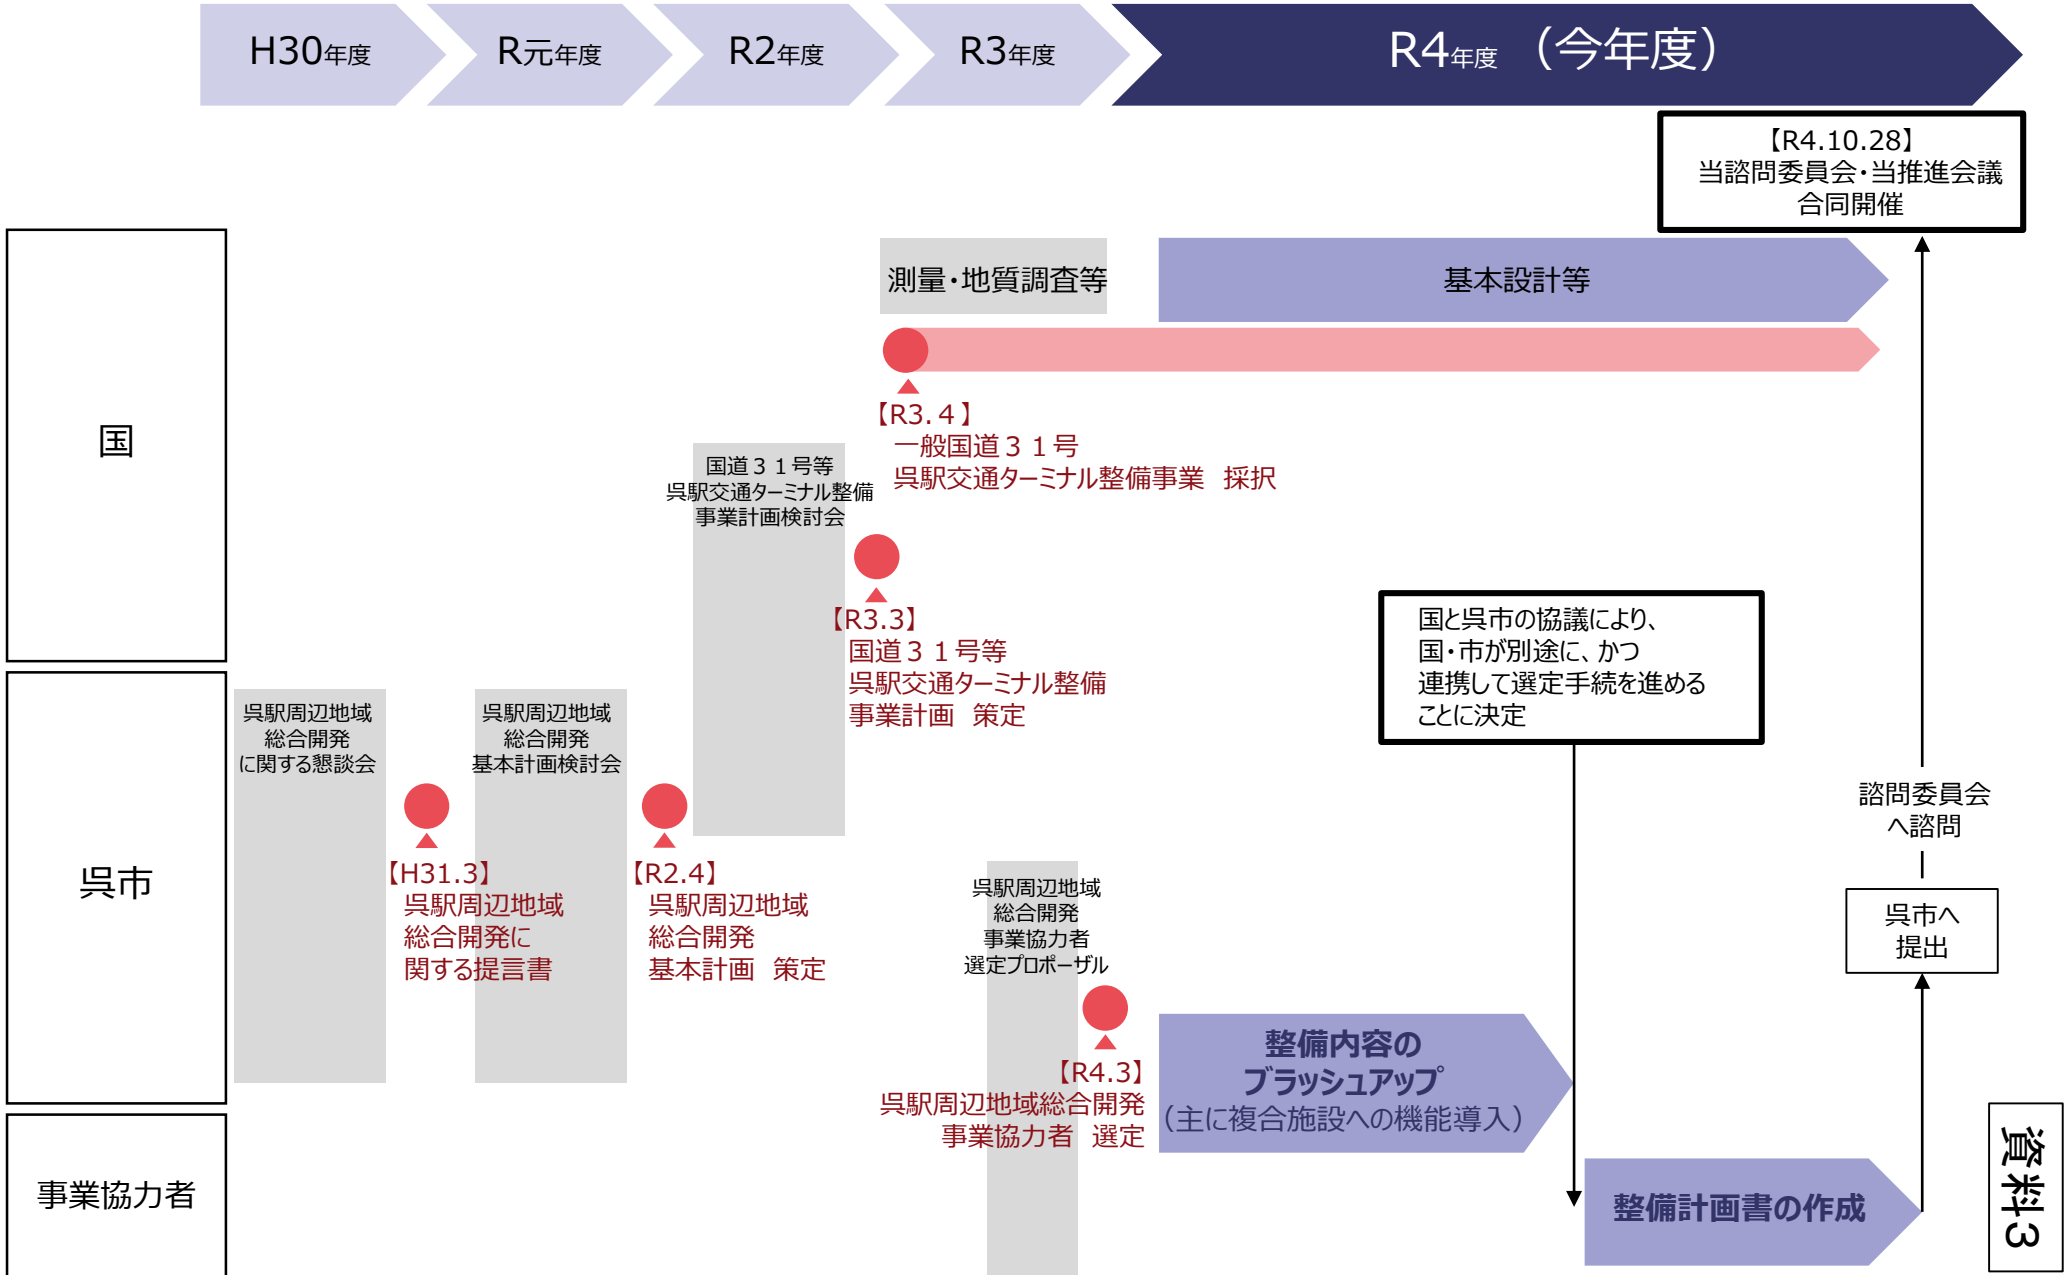 H30年度
R元年度
R2年度
R3年度
R4年度（今年度）
【R4.10.28】
当諮問委員会・当推進会議
合同開催
国
測量・地質調査等
基本設計等
【R3.４】
一般国道３１号
呉駅交通ターミナル整備事業　採択
国道３１号等
呉駅交通ターミナル整備
事業計画検討会
【R3.3】
国道３１号等
呉駅交通ターミナル整備
事業計画　策定
国と呉市の協議により、
国・市が別途に、かつ
連携して選定手続を進める
ことに決定
呉市
呉駅周辺地域
総合開発
に関する懇談会
【H31.3】
呉駅周辺地域
総合開発に
関する提言書
呉駅周辺地域
総合開発
基本計画検討会
【R2.4】
呉駅周辺地域
総合開発
基本計画　策定
呉駅周辺地域
総合開発
事業協力者
選定プロポーザル
【R4.3】
呉駅周辺地域総合開発
事業協力者　選定
整備内容の
ブラッシュアップ
（主に複合施設への機能導入）
諮問委員会
へ諮問
呉市へ
提出
事業協力者
整備計画書の作成
資料3